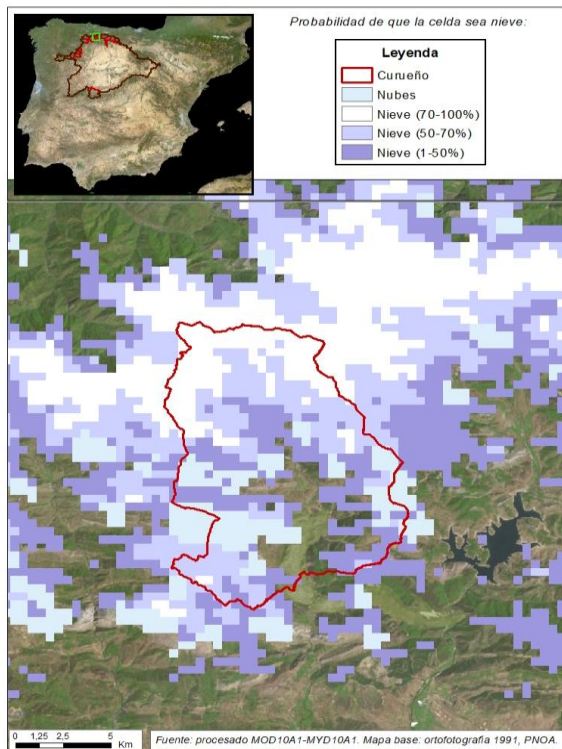 Probabilidad de que la celda sea nieve:
Leyenda
Curueño
Nubes
Nieve (70-100%)
Nieve (50-70%)
Nieve (1-50%)
0 1,25 2,5 5
Km
Fuente: procesado MOD10A1-MYD10A1. Mapa base: ortofotografía 1991, PNOA.